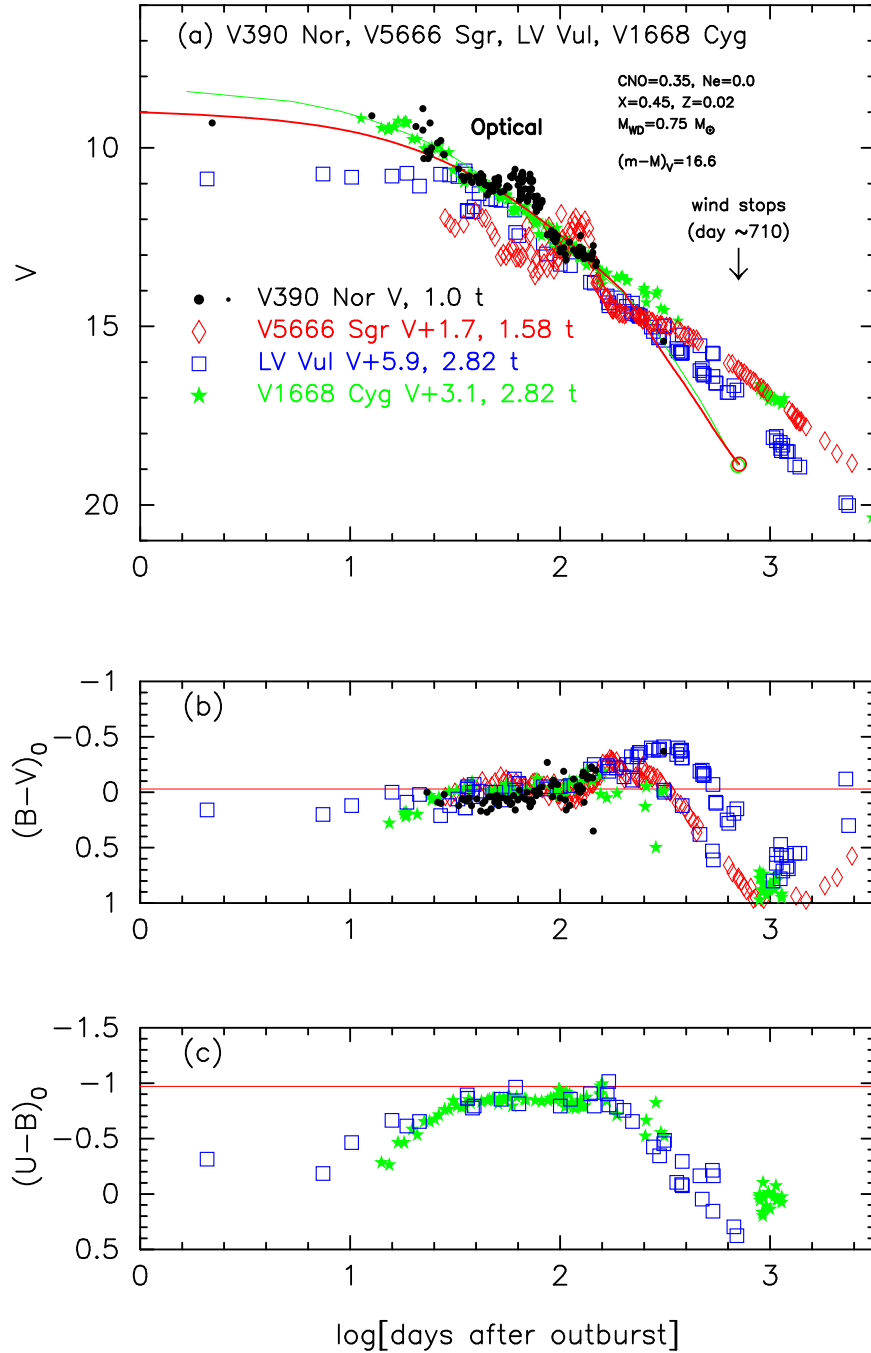 (a) V390 Nor, V5666 Sgr, LV Vul, V1668 Cyg
CNO=0.35, Ne=0.0
X=0.45, Z=0.02
M_WD=0.75 M_⊙
(m−M)_V=16.6
Optical
wind stops
(day ~710)
V390 Nor V, 1.0 t
V5666 Sgr V+1.7, 1.58 t
LV Vul V+5.9, 2.82 t
V1668 Cyg V+3.1, 2.82 t
V
10
15
20
0 1 2 3
(b)
(B−V)_0
−1
−0.5
0
0.5
1
0 1 2 3
(c)
(U−B)_0
−1.5
−1
−0.5
0
0.5
0 1 2 3
log[days after outburst]